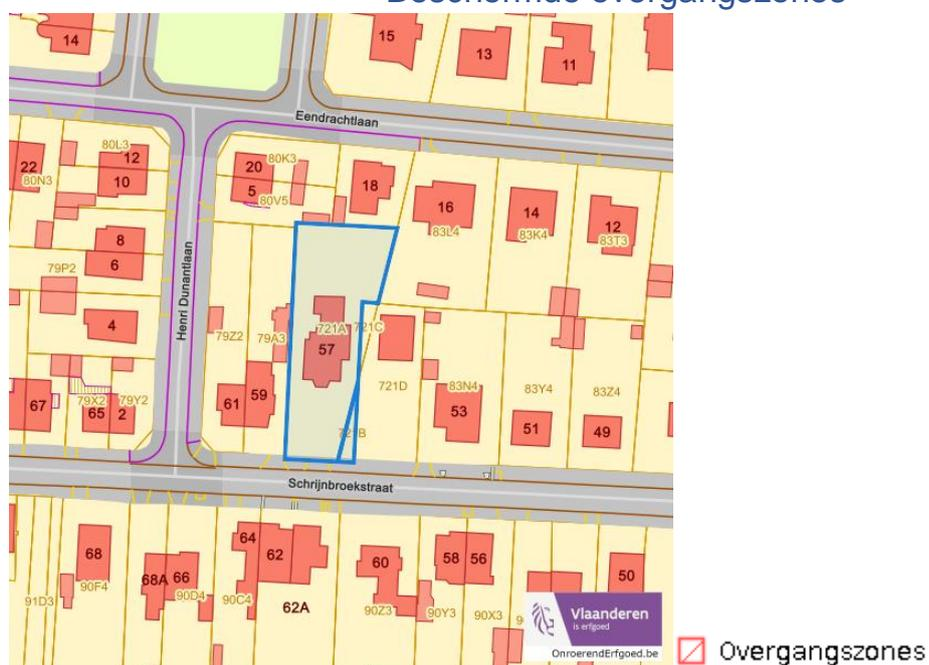 Beschermde overgangszones
14
15
13
11
Eendrachtlaan
80L3
12
22
10
80N3
20
80K3
5
80V5
18
16
83L4
14
83K4
12
83T3
8
6
79P2
Henri Dunantlaan
4
79Z2
79A3
721A
721C
57
721D
83N4
83Y4
83Z4
67
79X2
65
79Y2
2
61
59
53
51
49
721B
Schrijnbroekstraat
68
90F4
91D3
68A
66
90D4
64
62
90C4
62A
60
90Z3
58
56
90Y3
90X3
50
Vlaanderen
is erfgoed
OnroerendErfgoed.be
Overgangszones